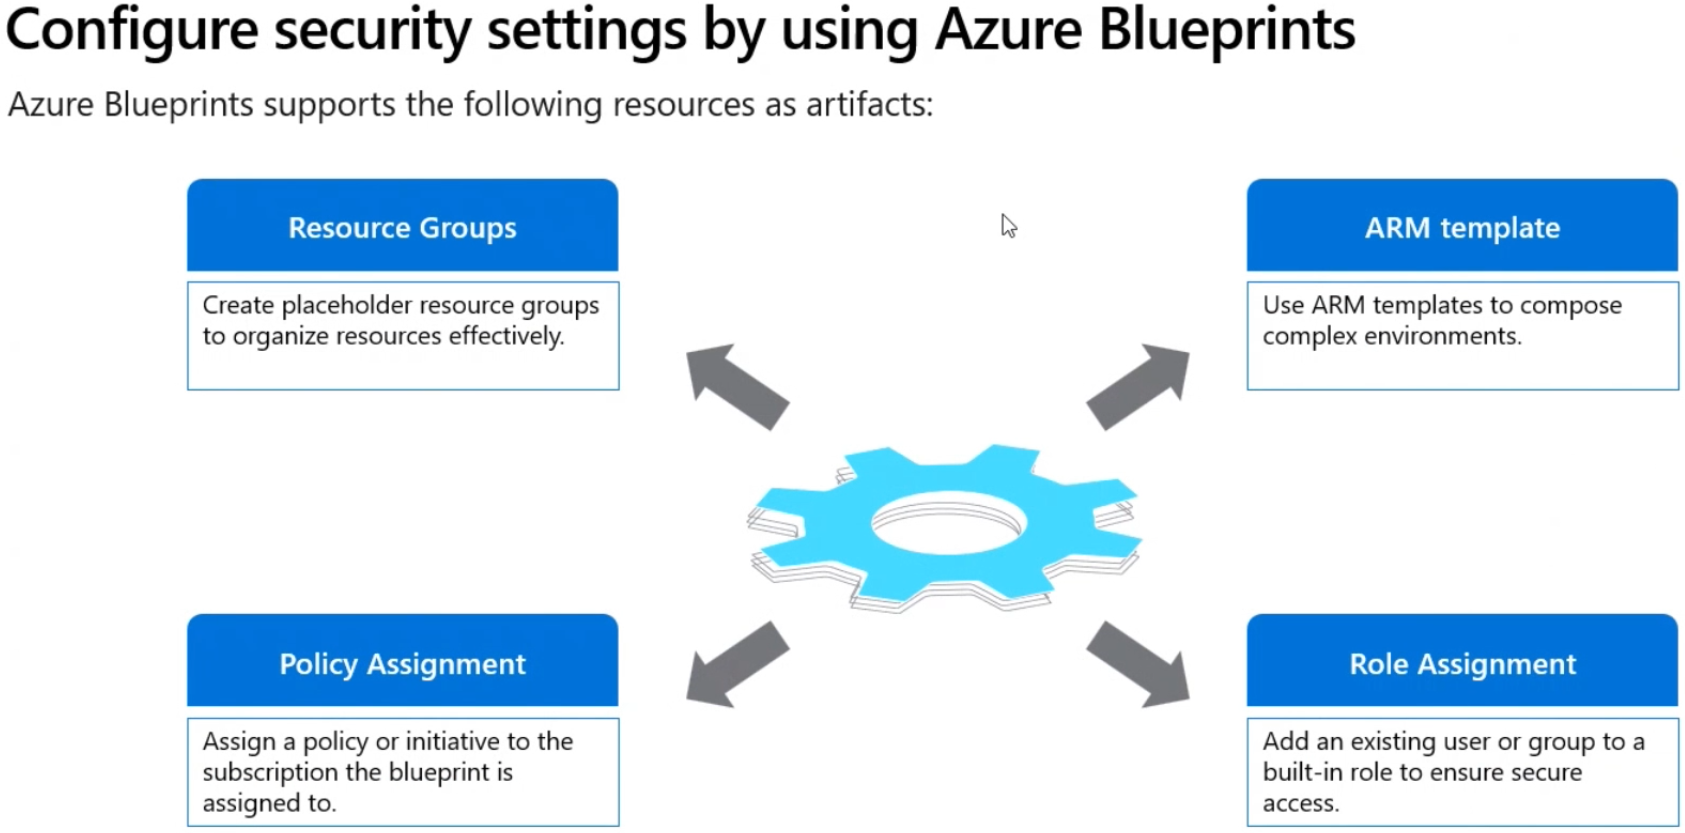 Configure security settings by using Azure Blueprints
Azure Blueprints supports the following resources as artifacts:
Resource Groups
Create placeholder resource groups
to organize resources effectively.
ARM template
Use ARM templates to compose
complex environments.
Policy Assignment
Assign a policy or initiative to the
subscription the blueprint is
assigned to.
Role Assignment
Add an existing user or group to a
built-in role to ensure secure
access.